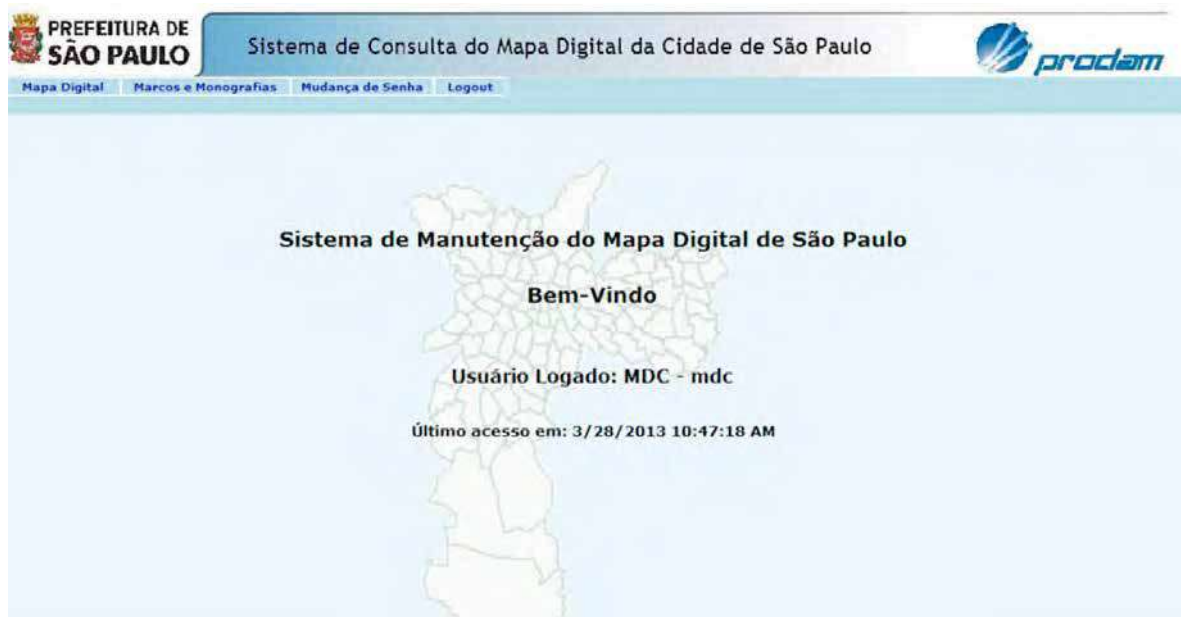 PREFEITURA DE
SÃO PAULO
Sistema de Consulta do Mapa Digital da Cidade de São Paulo
prodam
Mapa Digital Marcos e Monografias Mudança de Senha Logout
Sistema de Manutenção do Mapa Digital de São Paulo
Bem-Vindo
Usuário Logado: MDC - mdc
Último acesso em: 3/28/2013 10:47:18 AM